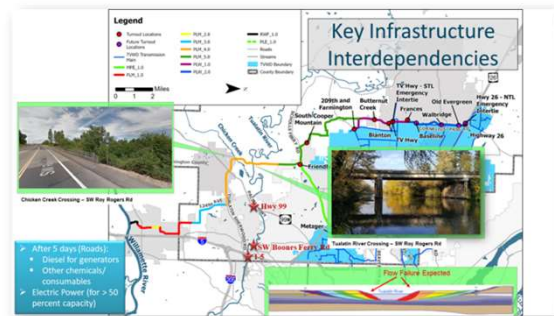 Key Infrastructure
Interdependencies
Legend
Turnout Locations
Future Turnout
Locations
TVWD Transmission
Main
MPE_1.0
PLM_1.0
PLM_2.0
PLM_3.0
PLM_4.0
PLM_5.0
RWF_1.0
PLE_1.0
Roads
Streams
TVWD Boundary
County Boundary
0 1 2 Miles
TV Hwy - STL
Emergency
Intertie
Hwy 26 - NTL
Emergency
Intertie
209th and
Farmington
Butternut
Creek
Frances
Old Evergreen
Walbridge
South/Cooper
Mountain
Blanton
TV Hwy
Baseline
Highway 26
Chicken Creek
Tualatin River
Metzger
Chicken Creek Crossing – SW Roy Rogers Rd
Tualatin River Crossing – SW Roy Rogers Rd
Hwy 99
SW Boones Ferry Rd
I-5
Willamette River
After 5 days (Roads):
Diesel for generators
Other chemicals/
consumables
Electric Power (for > 50
percent capacity)
Flow Failure Expected